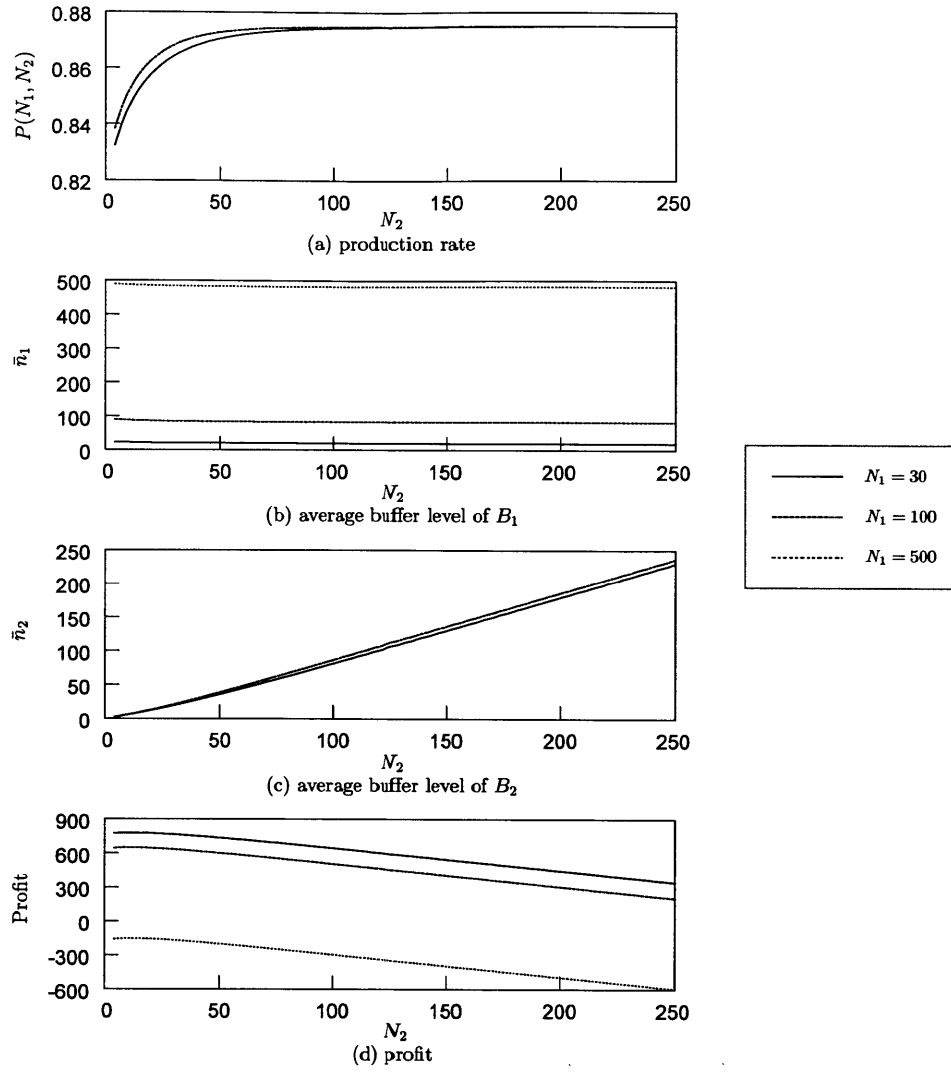 0.88
0.86
0.84
0.82
P(N₁, N₂)
0 50 100 150 200 250
N₂
(a) production rate
500
400
300
200
100
0
n̄₁
0 50 100 150 200 250
N₂
(b) average buffer level of B₁
N₁ = 30
N₁ = 100
N₁ = 500
250
200
150
100
50
0
n̄₂
0 50 100 150 200 250
N₂
(c) average buffer level of B₂
900
600
300
0
-300
-600
Profit
0 50 100 150 200 250
N₂
(d) profit